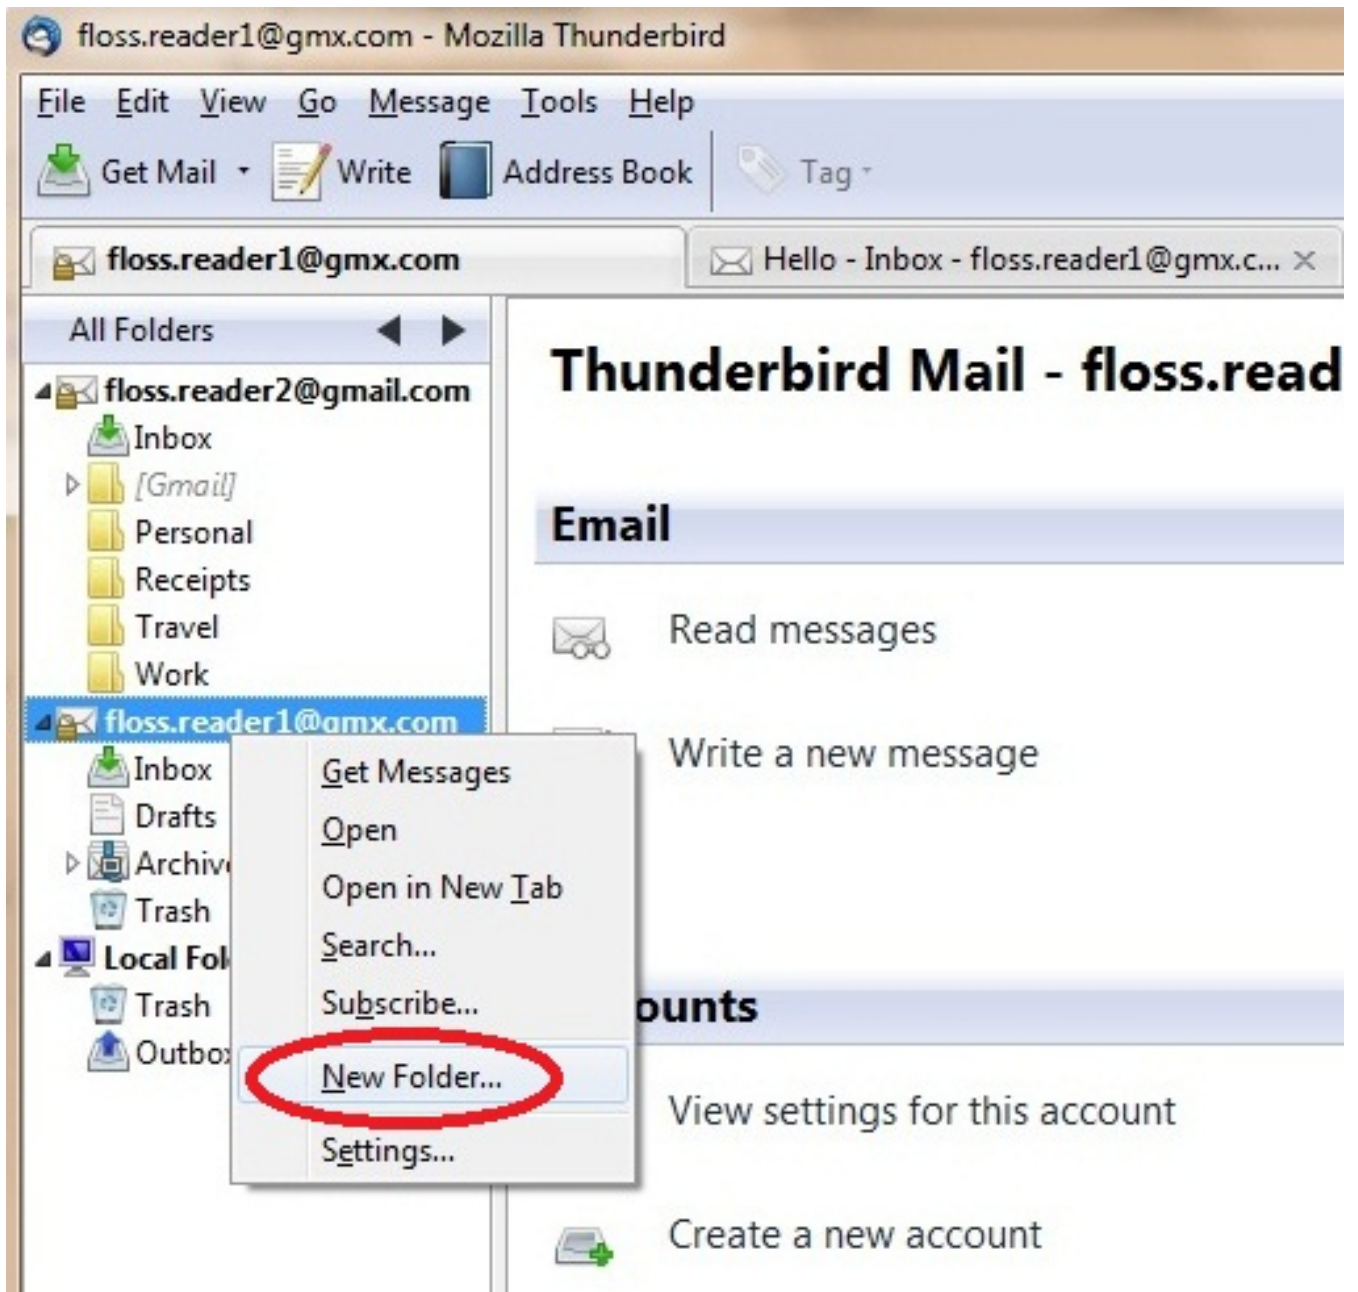 floss.reader1@gmx.com - Mozilla Thunderbird
File Edit View Go Message Tools Help
Get Mail Write Address Book Tag
floss.reader1@gmx.com Hello - Inbox - floss.reader1@gmx.c...
All Folders
Thunderbird Mail - floss.read
floss.reader2@gmail.com
Inbox
[Gmail]
Personal
Receipts
Travel
Work
floss.reader1@gmx.com
Inbox
Drafts
Archive
Trash
Local Fol
Trash
Outbox
Get Messages
Open
Open in New Tab
Search...
Subscribe...
New Folder...
Settings...
Email
Read messages
Write a new message
ounts
View settings for this account
Create a new account